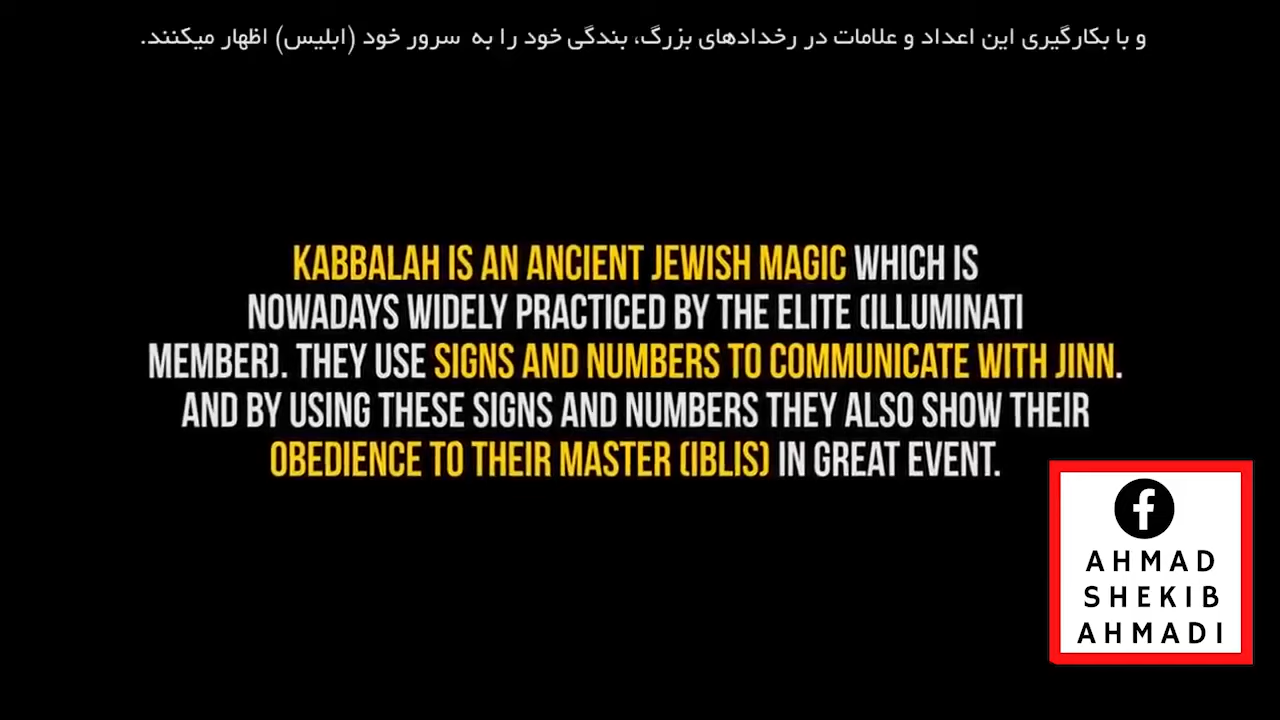 و با بکارگیری این اعداد و علامات در رخدادهای بزرگ، بندگی خود را به سرور خود (ابلیس) اظهار میکنند.
KABBALAH IS AN ANCIENT JEWISH MAGIC WHICH IS
NOWADAYS WIDELY PRACTICED BY THE ELITE (ILLUMINATI
MEMBER). THEY USE SIGNS AND NUMBERS TO COMMUNICATE WITH JINN.
AND BY USING THESE SIGNS AND NUMBERS THEY ALSO SHOW THEIR
OBEDIENCE TO THEIR MASTER (IBLIS) IN GREAT EVENT.
f
AHMAD
SHEKIB
AHMADI